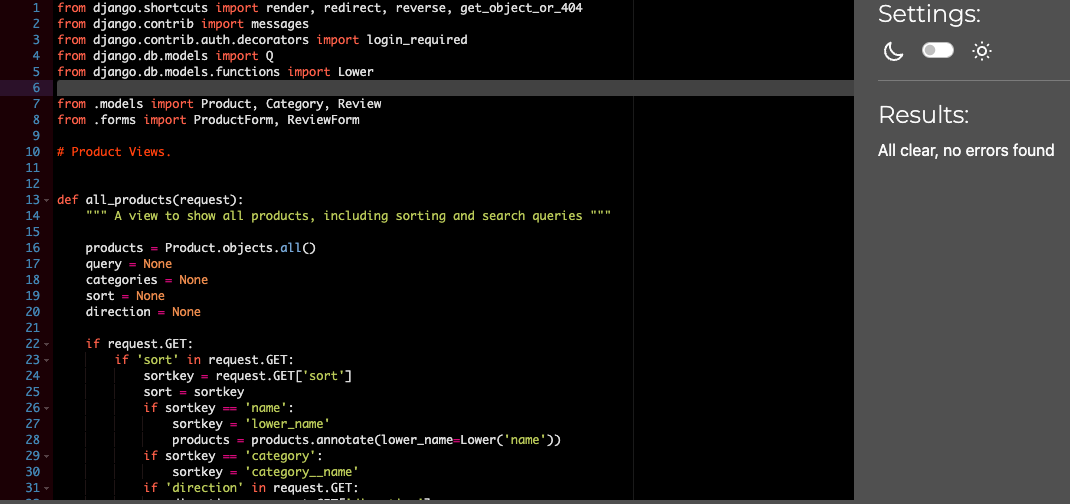 1 from django.shortcuts import render, redirect, reverse, get_object_or_404
2 from django.contrib import messages
3 from django.contrib.auth.decorators import login_required
4 from django.db.models import Q
5 from django.db.models.functions import Lower
6
7 from .models import Product, Category, Review
8 from .forms import ProductForm, ReviewForm
9
10 # Product Views.
11
12
13 def all_products(request):
14     """ A view to show all products, including sorting and search queries """
15
16     products = Product.objects.all()
17     query = None
18     categories = None
19     sort = None
20     direction = None
21
22     if request.GET:
23         if 'sort' in request.GET:
24             sortkey = request.GET['sort']
25             sort = sortkey
26             if sortkey == 'name':
27                 sortkey = 'lower_name'
28                 products = products.annotate(lower_name=Lower('name'))
29             if sortkey == 'category':
30                 sortkey = 'category__name'
31             if 'direction' in request.GET:
Settings:
Results:
All clear, no errors found